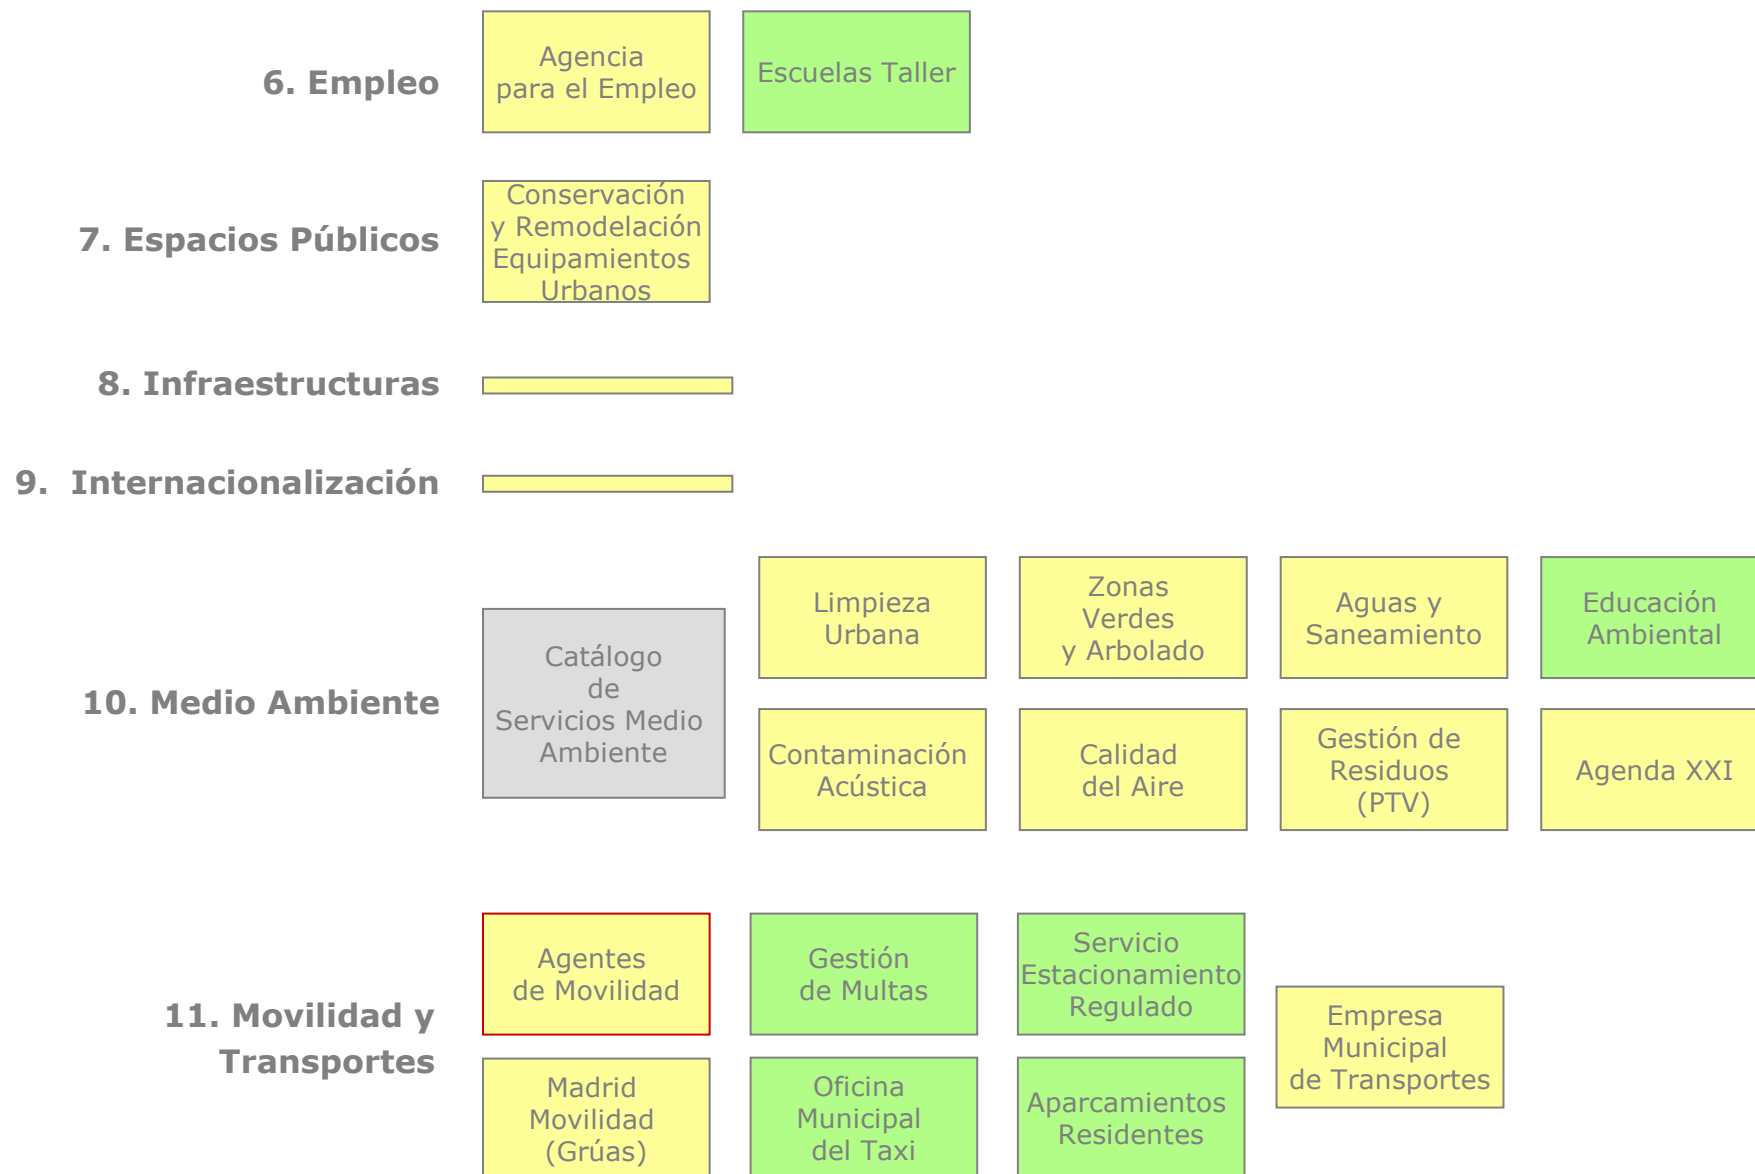 6. Empleo
Agencia
para el Empleo
Escuelas Taller
7. Espacios Públicos
Conservación
y Remodelación
Equipamientos
Urbanos
8. Infraestructuras
9. Internacionalización
10. Medio Ambiente
Catálogo
de
Servicios Medio
Ambiente
Limpieza
Urbana
Zonas
Verdes
y Arbolado
Aguas y
Saneamiento
Educación
Ambiental
Contaminación
Acústica
Calidad
del Aire
Gestión de
Residuos
(PTV)
Agenda XXI
11. Movilidad y
Transportes
Agentes
de Movilidad
Gestión
de Multas
Servicio
Estacionamiento
Regulado
Empresa
Municipal
de Transportes
Madrid
Movilidad
(Grúas)
Oficina
Municipal
del Taxi
Aparcamientos
Residentes